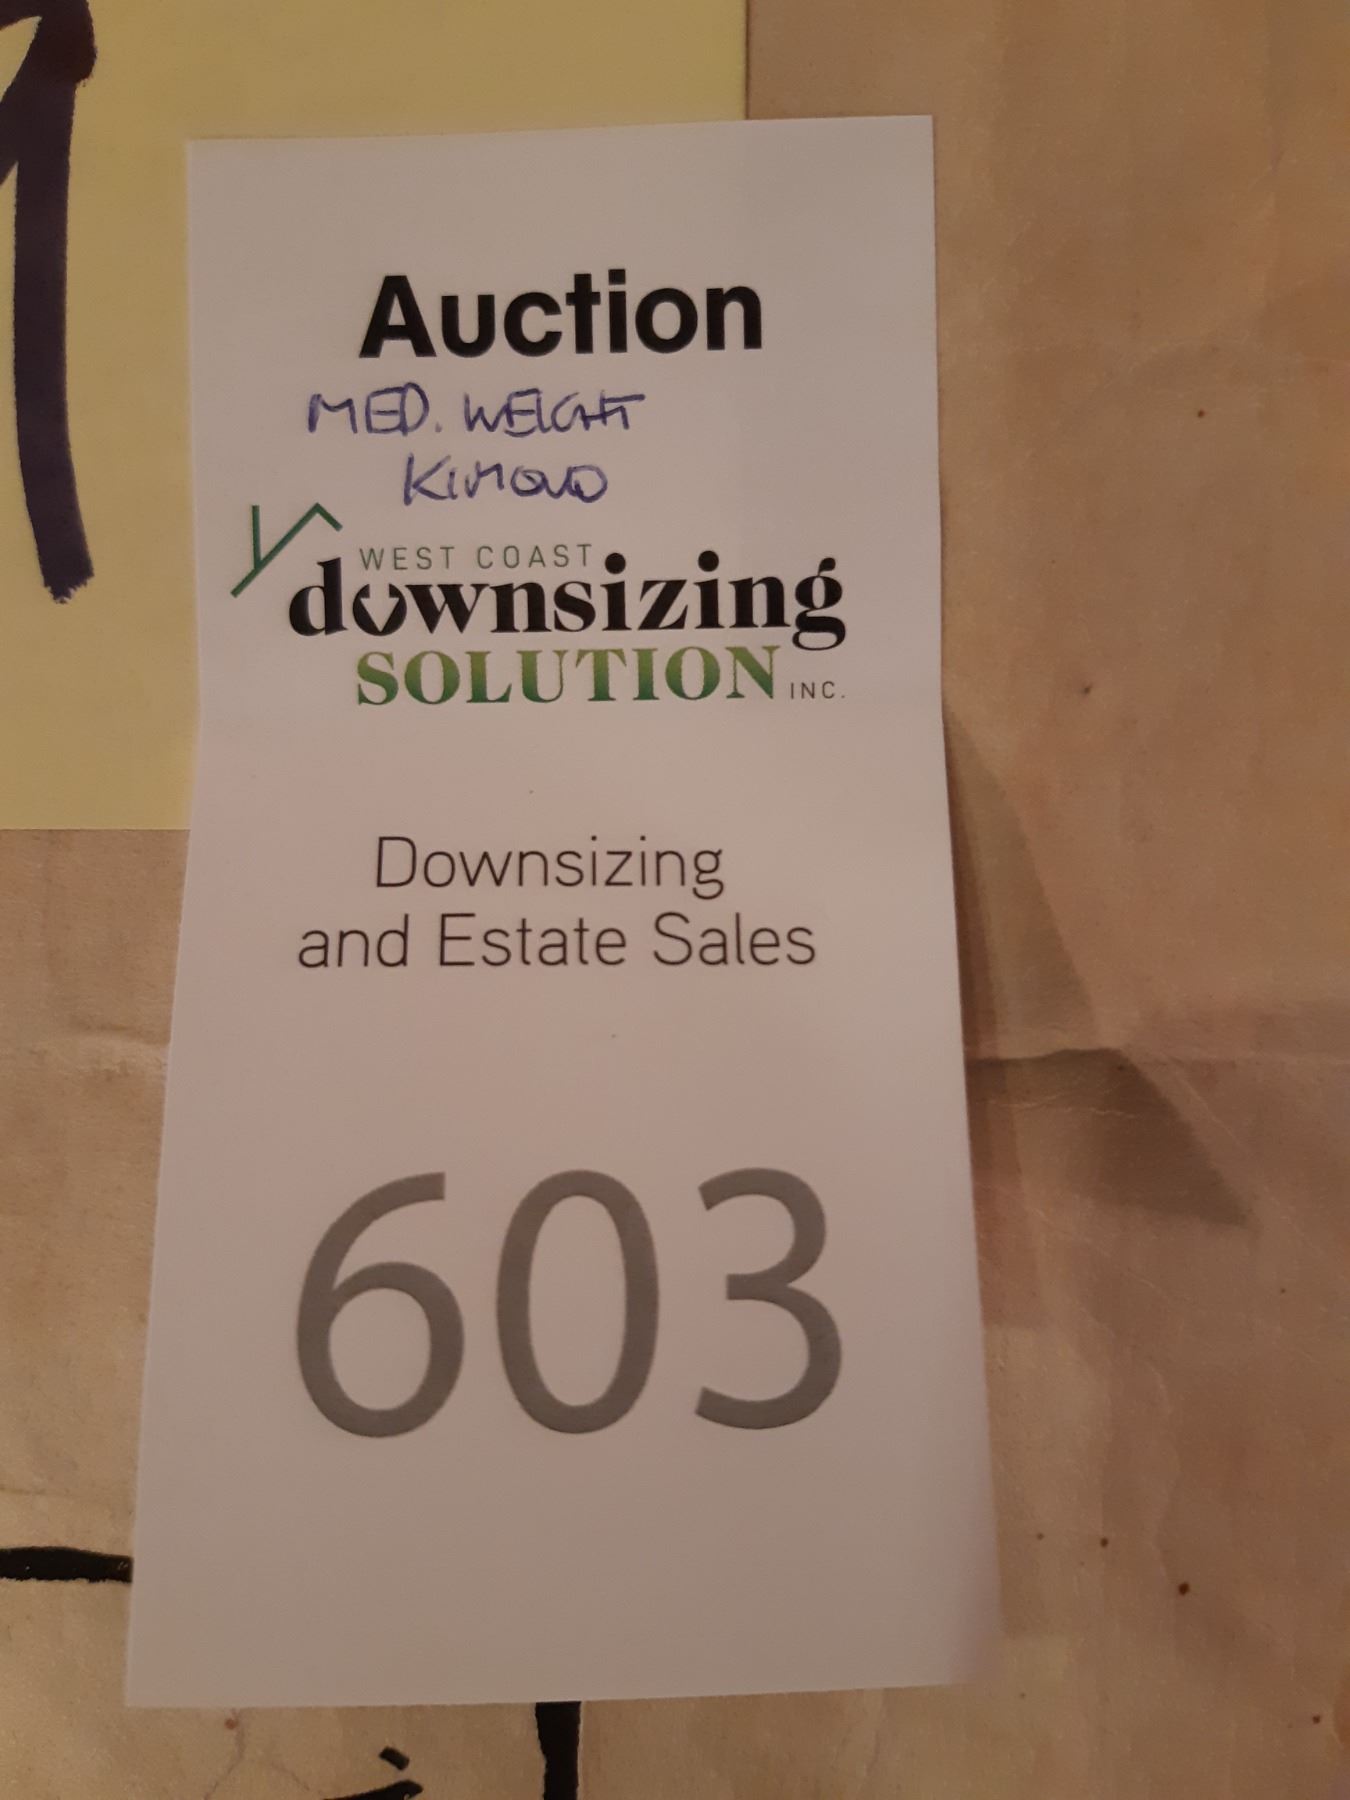 Auction
MED. WEIGHT
KIMONO
WEST COAST
downsizing
SOLUTION INC.
Downsizing
and Estate Sales
603